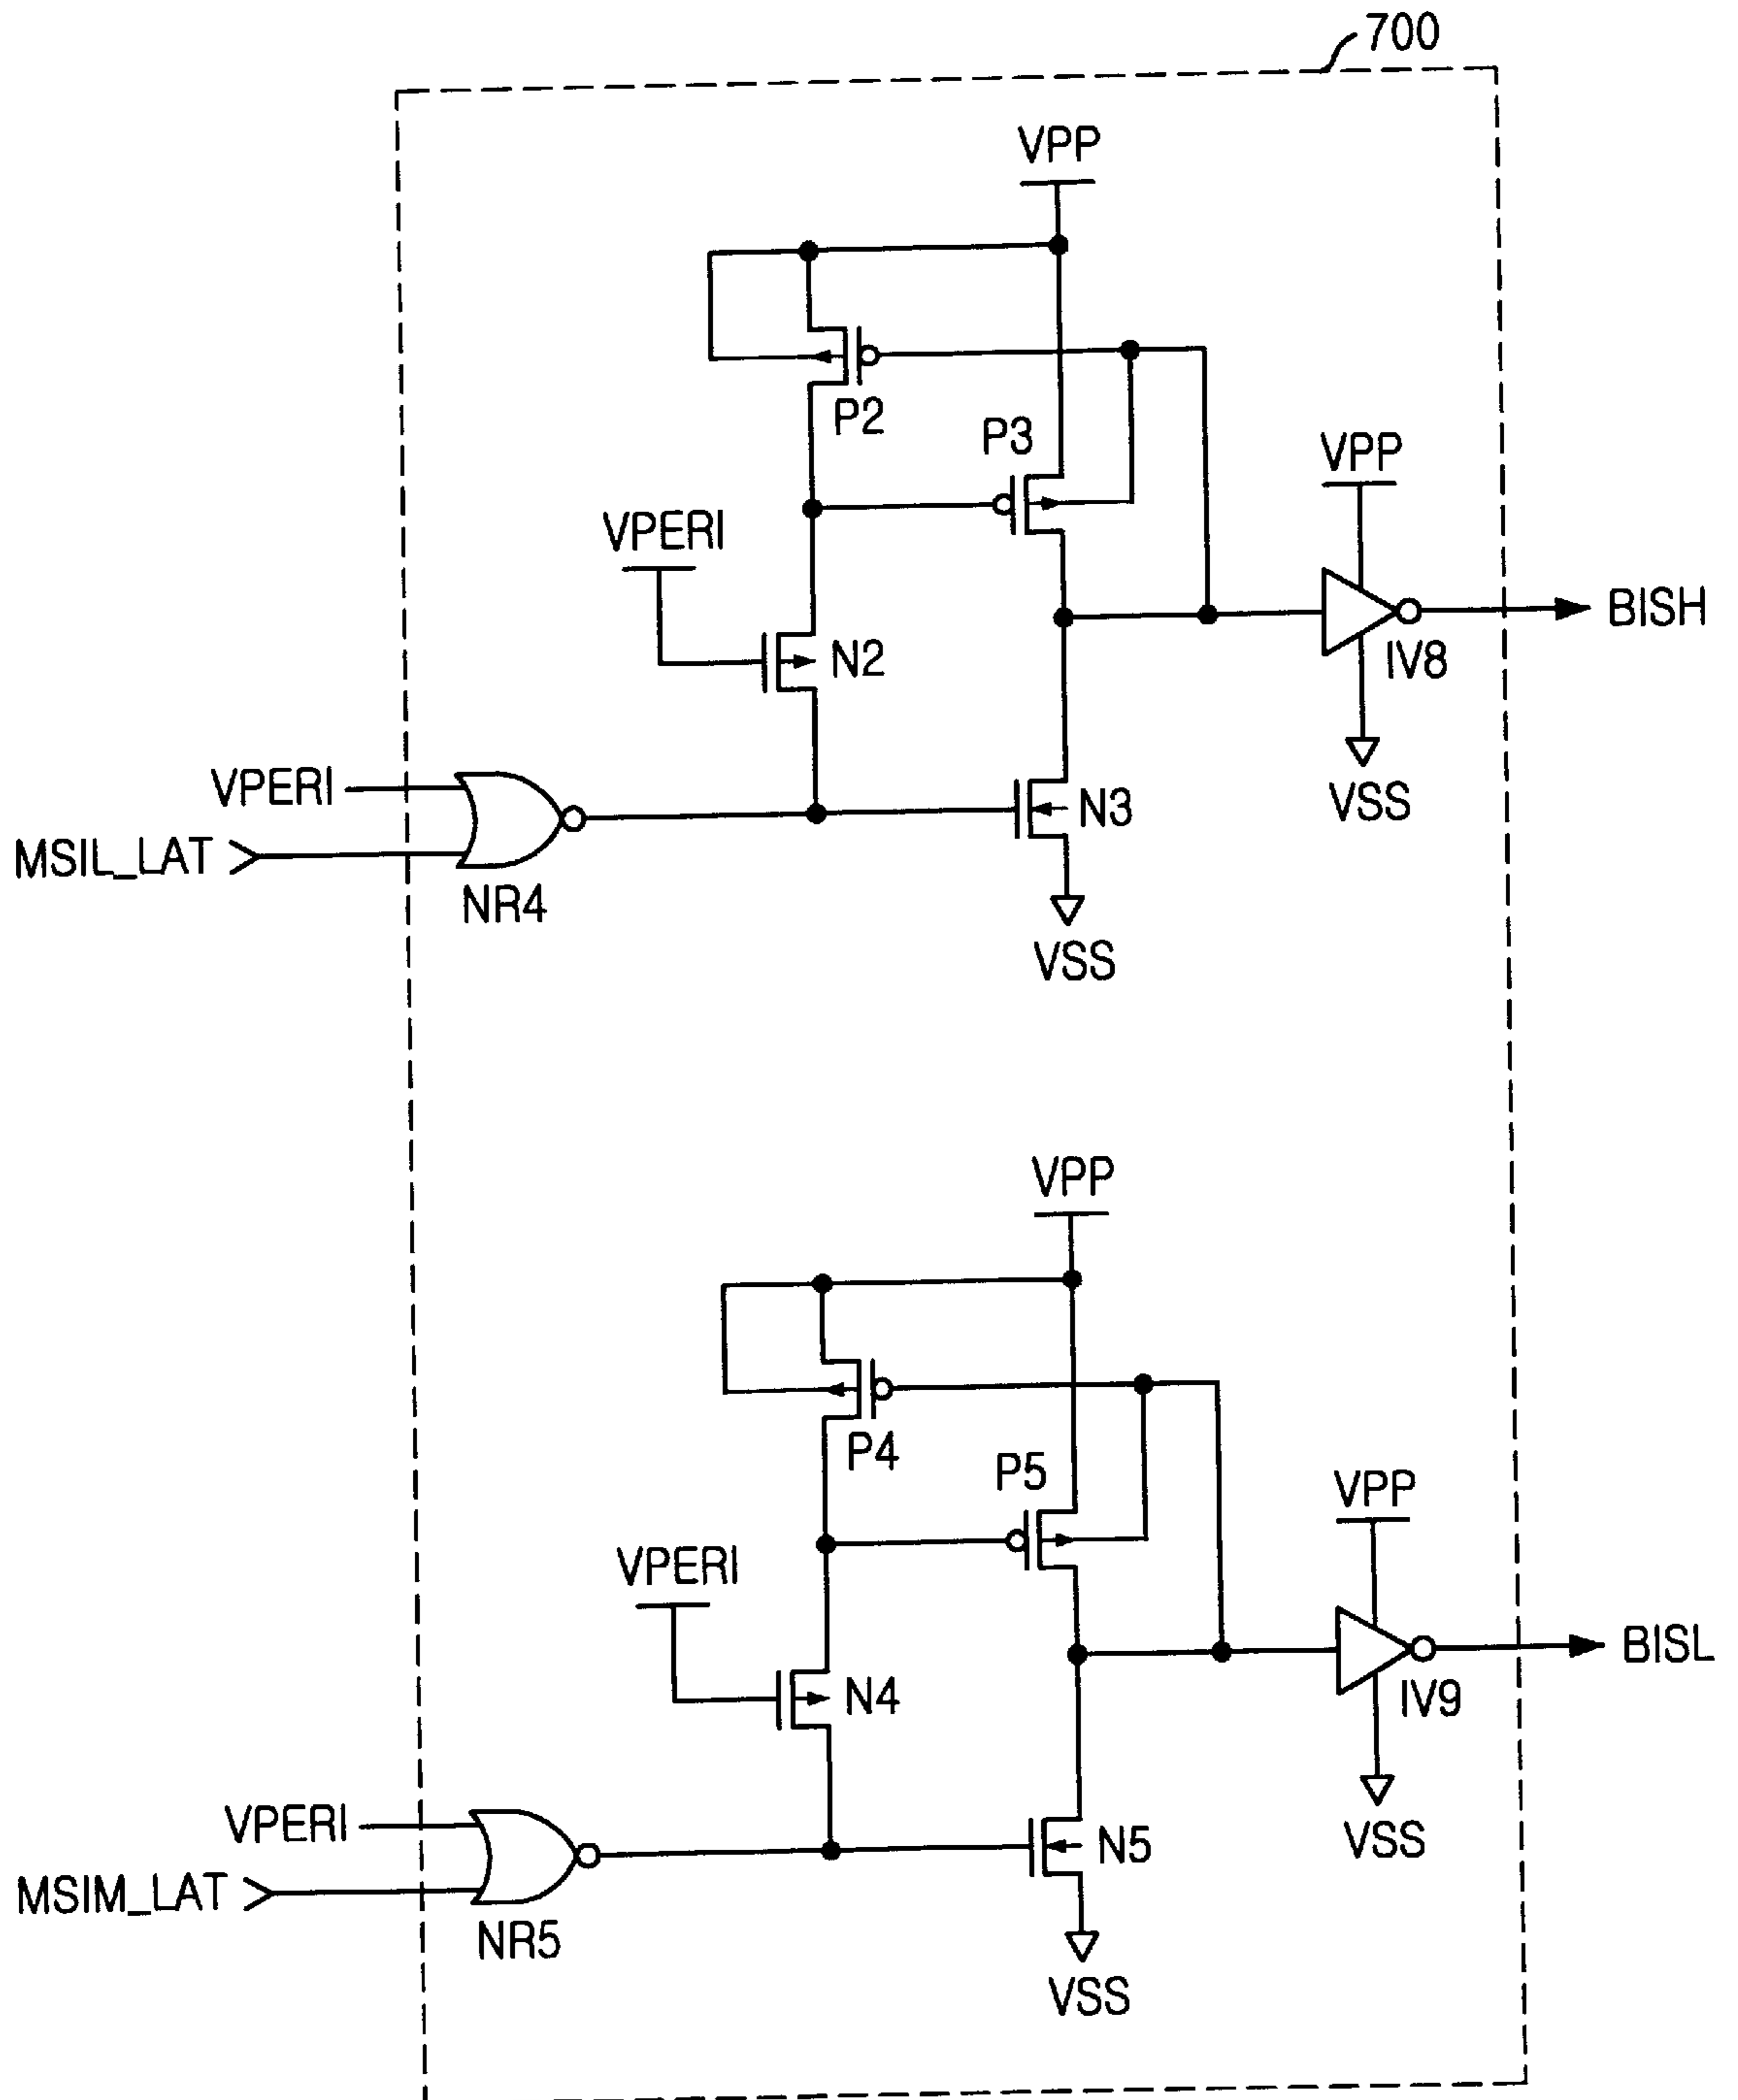 700
VPP
P2
P3
VPP
VPERI
BISH
N2
IV8
VPERI
N3
VSS
MSIL_LAT
NR4
VSS
VPP
P4
P5
VPP
VPERI
BISL
N4
IV9
VPERI
N5
VSS
MSIM_LAT
NR5
VSS